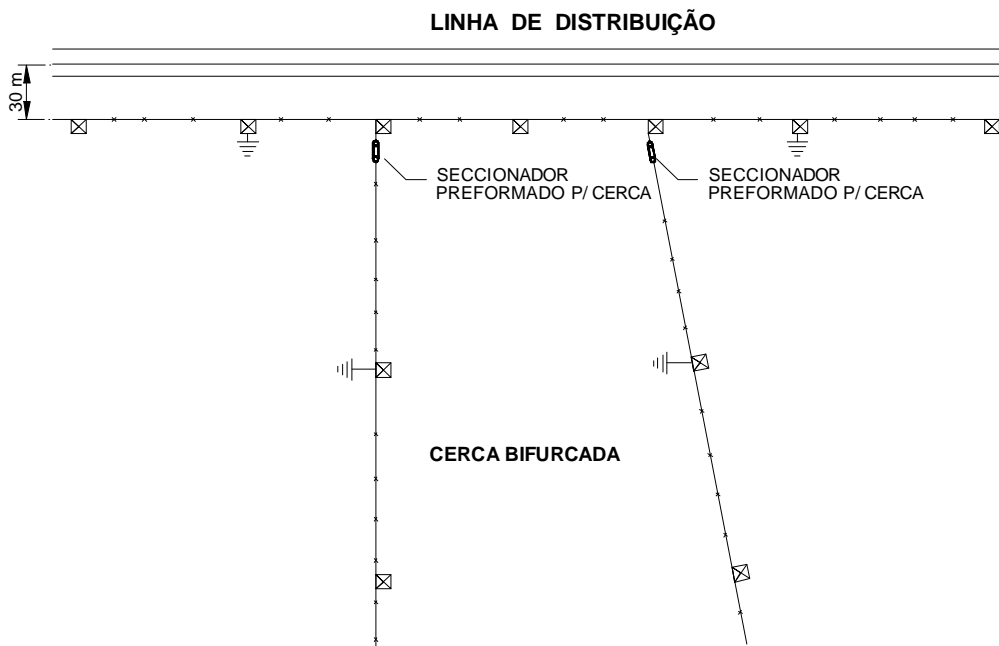 LINHA DE DISTRIBUIÇÃO
30 m
SECCIONADOR
PREFORMADO P/ CERCA
SECCIONADOR
PREFORMADO P/ CERCA
CERCA BIFURCADA